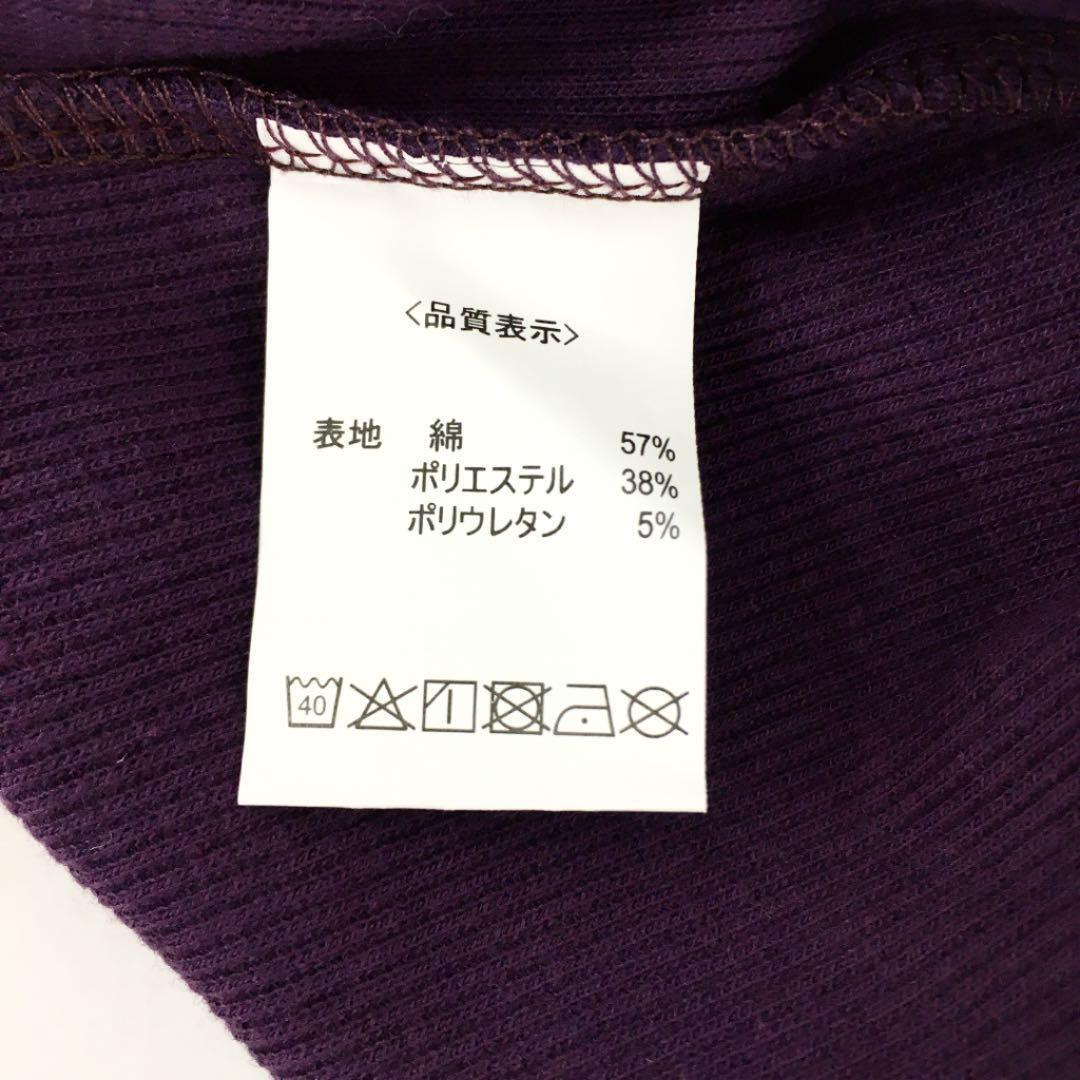 <品質表示>
表地 綿 57%
ポリエステル 38%
ポリウレタン 5%
40